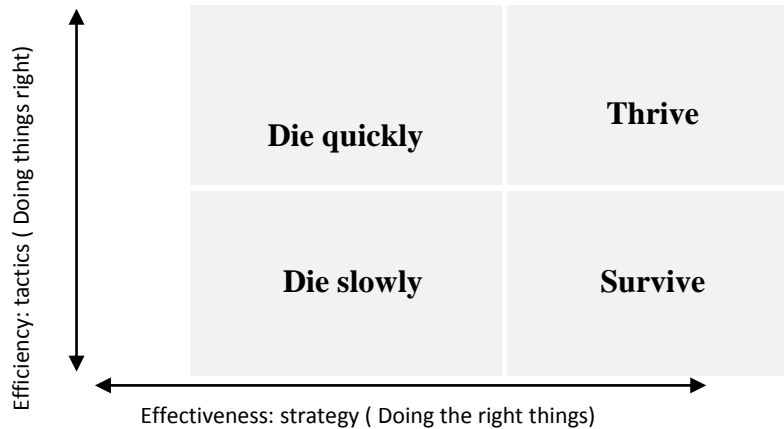 Efficiency: tactics ( Doing things right)
Die quickly
Thrive
Die slowly
Survive
Effectiveness: strategy ( Doing the right things)